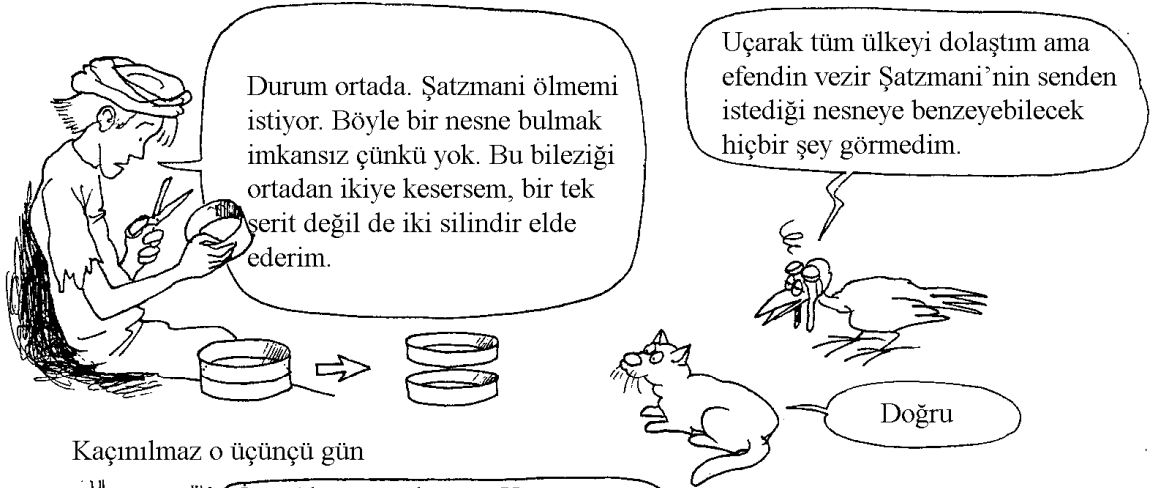 Durum ortada. Şatzmani ölmemi
istiyor. Böyle bir nesne bulmak
imkansız çünkü yok. Bu bileziği
ortadan ikiye kesersem, bir tek
şerit değil de iki silindir elde
ederim.
Uçarak tüm ülkeyi dolaştım ama
efendin vezir Şatzmani’nin senden
istediği nesneye benzeyebilecek
hiçbir şey görmedim.
Doğru
Kaçınılmaz o üçünçü gün